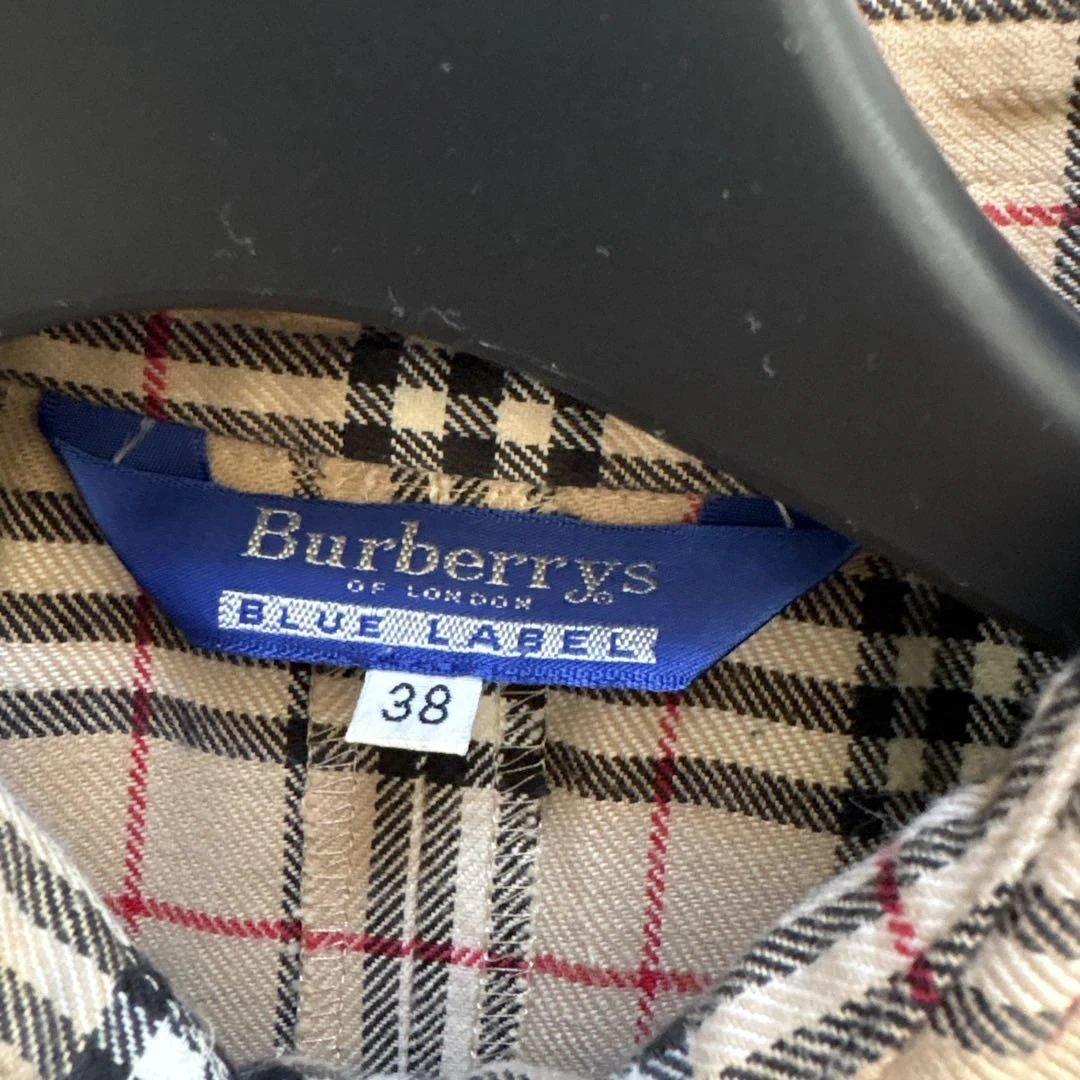 Burberrys®
OF LONDON
BLUE LABEL
38